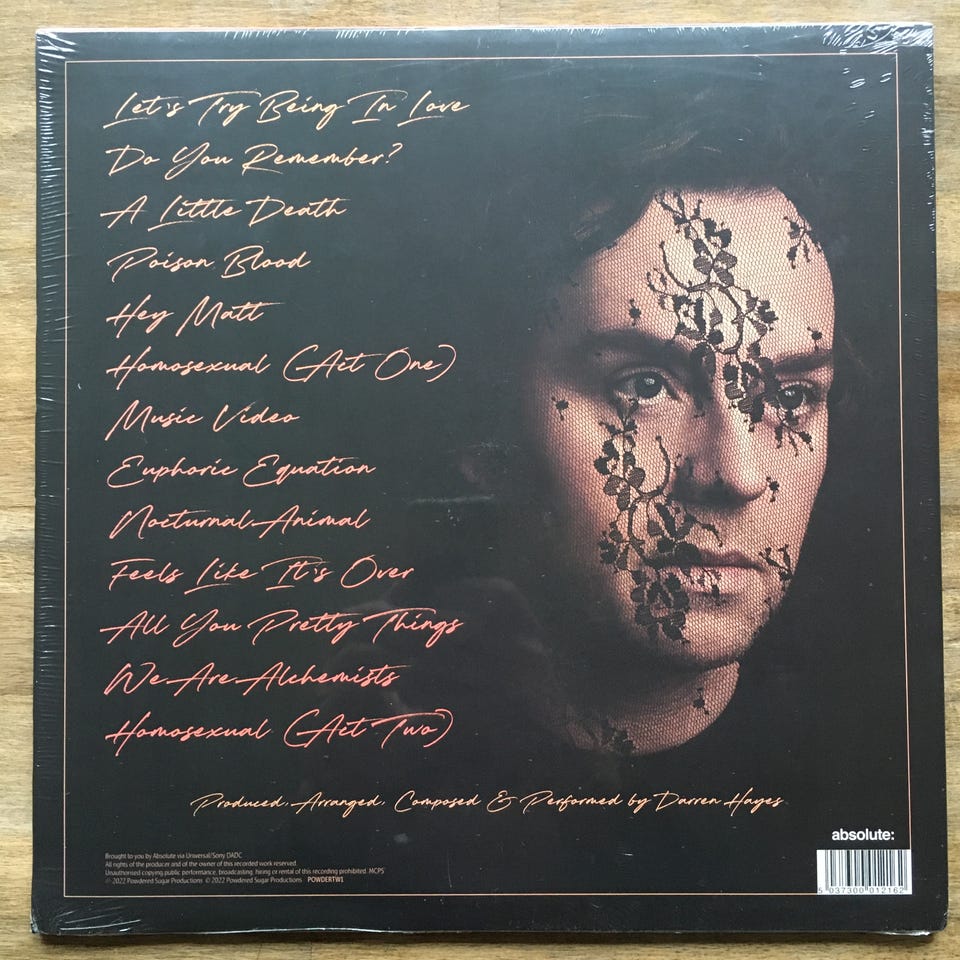 Let's Try Being In Love
Do You Remember?
A Little Death
Poison Blood
Hey Matt
Homosexual (Act One)
Music Video
Euphoric Equation
Nocturnal Animal
Feels Like It's Over
All You Pretty Things
We Are Alchemists
Homosexual (Act Two)
Produced, Arranged, Composed & Performed by Darren Hayes
absolute:
Brought to you by Absolute via Universal/Sony DADC
All rights of the producer and of the owner of this recorded work reserved.
Unauthorised copying, public performance, broadcasting, hiring or rental of this recording prohibited. MCPS
℗ 2022 Powdered Sugar Productions © 2022 Powdered Sugar Productions POWDERTW1
5 037300 012162